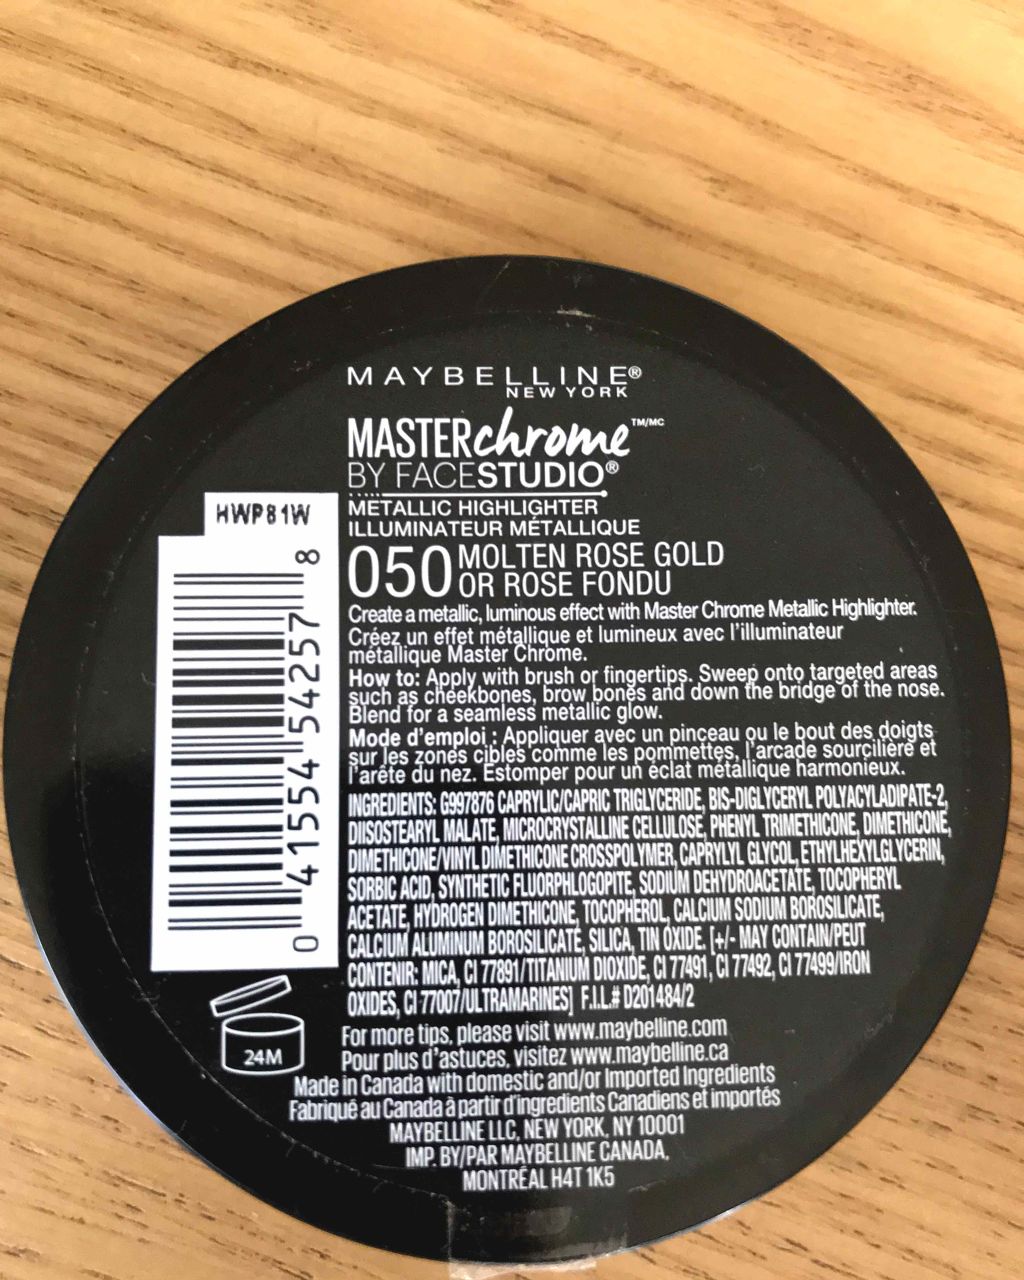 MAYBELLINE®
NEW YORK
MASTER chrome TM/MC
BY FACESTUDIO®
METALLIC HIGHLIGHTER
ILLUMINATEUR MÉTALLIQUE
050 MOLTEN ROSE GOLD
OR ROSE FONDU
Create a metallic, luminous effect with Master Chrome Metallic Highlighter.
Créez un effet métallique et lumineux avec l'illuminateur
métallique Master Chrome.
How to: Apply with brush or fingertips. Sweep onto targeted areas
such as cheekbones, brow bones and down the bridge of the nose.
Blend for a seamless metallic glow.
Mode d'emploi : Appliquer avec un pinceau ou le bout des doigts
sur les zones cibles comme les pommettes, l'arcade sourcilière et
l'arête du nez. Estomper pour un éclat métallique harmonieux.
INGREDIENTS: G997876 CAPRYLIC/CAPRIC TRIGLYCERIDE, BIS-DIGLYCERYL POLYACYLADIPATE-2,
DIISOSTEARYL MALATE, MICROCRYSTALLINE CELLULOSE, PHENYL TRIMETHICONE, DIMETHICONE,
DIMETHICONE/VINYL DIMETHICONE CROSSPOLYMER, CAPRYLYL GLYCOL, ETHYLHEXYLGLYCERIN,
SORBIC ACID, SYNTHETIC FLUORPHLOGOPITE, SODIUM DEHYDROACETATE, TOCOPHERYL
ACETATE, HYDROGEN DIMETHICONE, TOCOPHEROL, CALCIUM SODIUM BOROSILICATE,
CALCIUM ALUMINUM BOROSILICATE, SILICA, TIN OXIDE. [+/- MAY CONTAIN/PEUT
CONTENIR: MICA, CI 77891/TITANIUM DIOXIDE, CI 77491, CI 77492, CI 77499/IRON
OXIDES, CI 77007/ULTRAMARINES] F.I.L.# D201484/2
For more tips, please visit www.maybelline.com
Pour plus d'astuces, visitez www.maybelline.ca
Made in Canada with domestic and/or Imported Ingredients
Fabriqué au Canada à partir d'ingredients Canadiens et importés
MAYBELLINE LLC, NEW YORK, NY 10001
IMP. BY/PAR MAYBELLINE CANADA,
MONTRÉAL H4T 1K5
HWP81W
0 41554 54257 8
24M